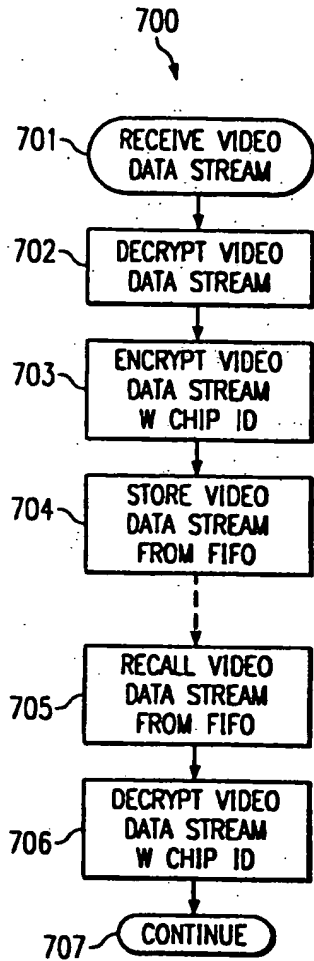 700
701
RECEIVE VIDEO
DATA STREAM
702
DECRYPT VIDEO
DATA STREAM
703
ENCRYPT VIDEO
DATA STREAM
W CHIP ID
704
STORE VIDEO
DATA STREAM
FROM FIFO
705
RECALL VIDEO
DATA STREAM
FROM FIFO
706
DECRYPT VIDEO
DATA STREAM
W CHIP ID
707
CONTINUE